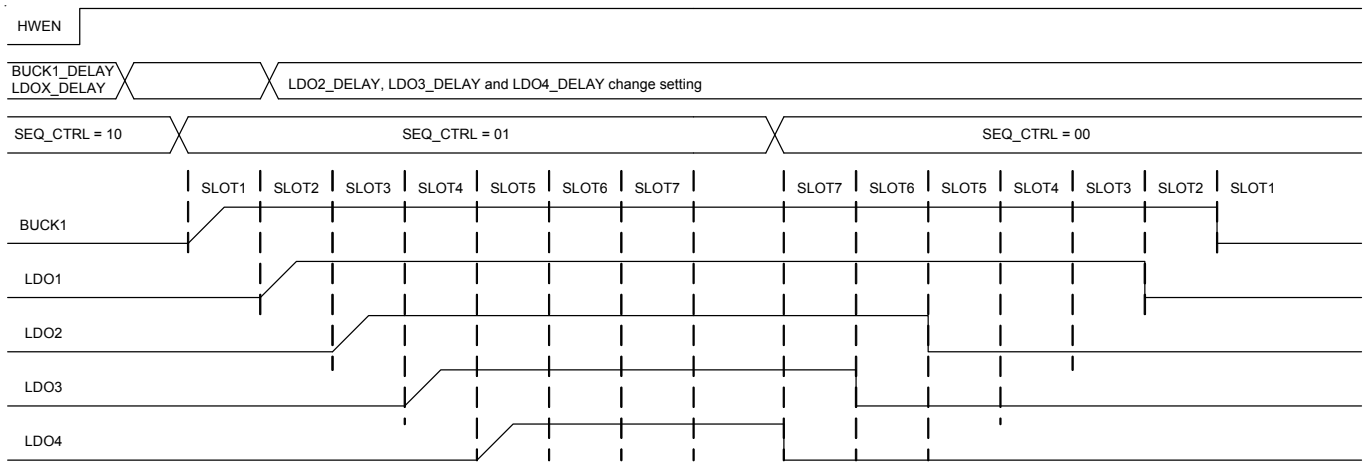 HWEN
BUCK1_DELAY
LDOX_DELAY
LDO2_DELAY, LDO3_DELAY and LDO4_DELAY change setting
SEQ_CTRL = 10
SEQ_CTRL = 01
SEQ_CTRL = 00
SLOT1
SLOT2
SLOT3
SLOT4
SLOT5
SLOT6
SLOT7
SLOT7
SLOT6
SLOT5
SLOT4
SLOT3
SLOT2
SLOT1
BUCK1
LDO1
LDO2
LDO3
LDO4